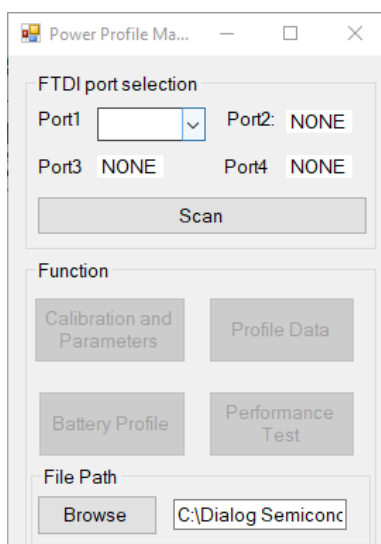 Power Profile Ma...
FTDI port selection
Port1 Port2: NONE
Port3 NONE Port4 NONE
Scan
Function
Calibration and
Parameters
Profile Data
Battery Profile
Performance
Test
File Path
Browse C:\Dialog Semicond